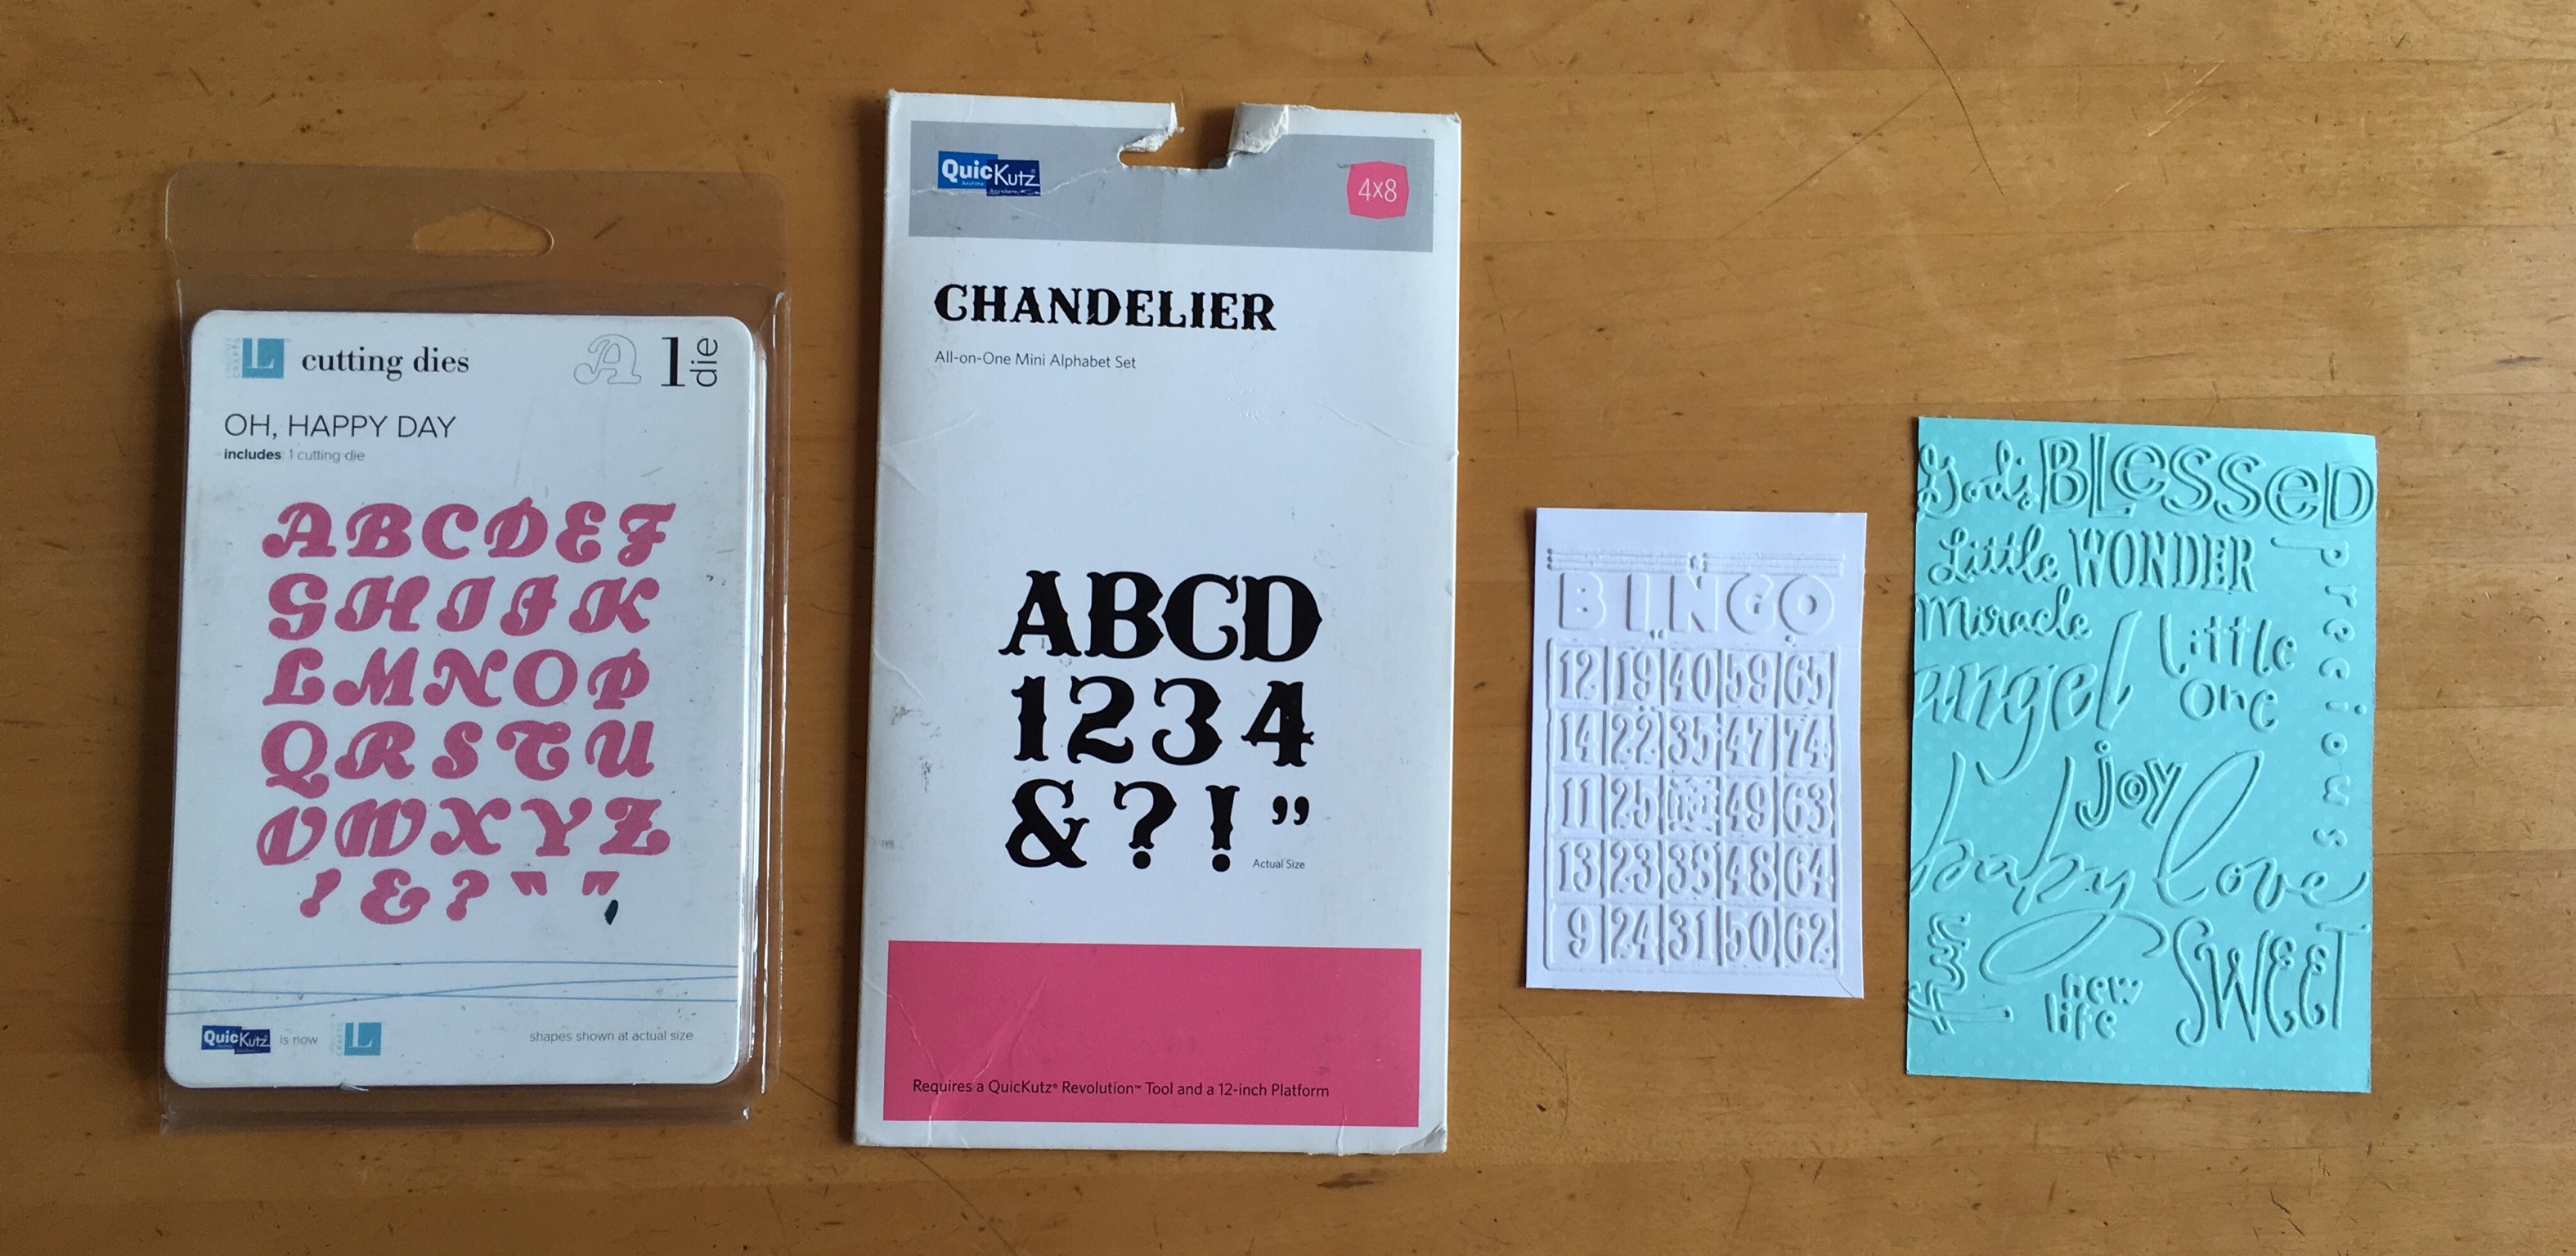 L cutting dies
A
1 die
OH, HAPPY DAY
includes: 1 cutting die
ABCDEF
GHIJK
LMNOP
QRSTU
VWXYZ
! & ? " "
QuicKutz is now L
shapes shown at actual size
QuicKutz
4x8
CHANDELIER
All-on-One Mini Alphabet Set
ABCD
1234
&?!”
Actual Size
Requires a QuicKutz® Revolution™ Tool and a 12-inch Platform
BINGO
12 19 40 59 65
14 22 35 47 74
11 25 49 63
13 23 38 48 64
9 24 31 50 62
God's BLesseD
Little WONDER
Miracle
precious
angel
little
one
joy
baby love
fun
new
life
SWEET